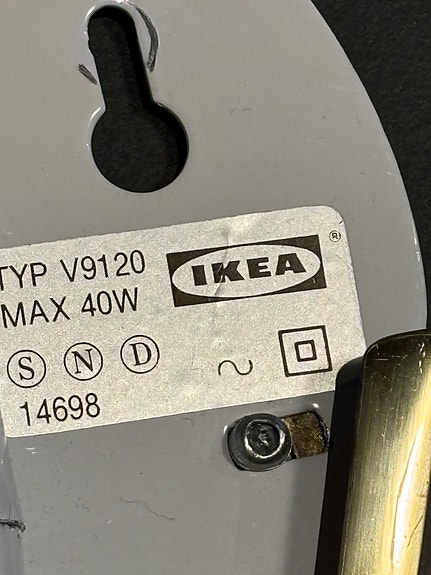 TYP V9120
MAX 40W
IKEA ®
S N D
14698